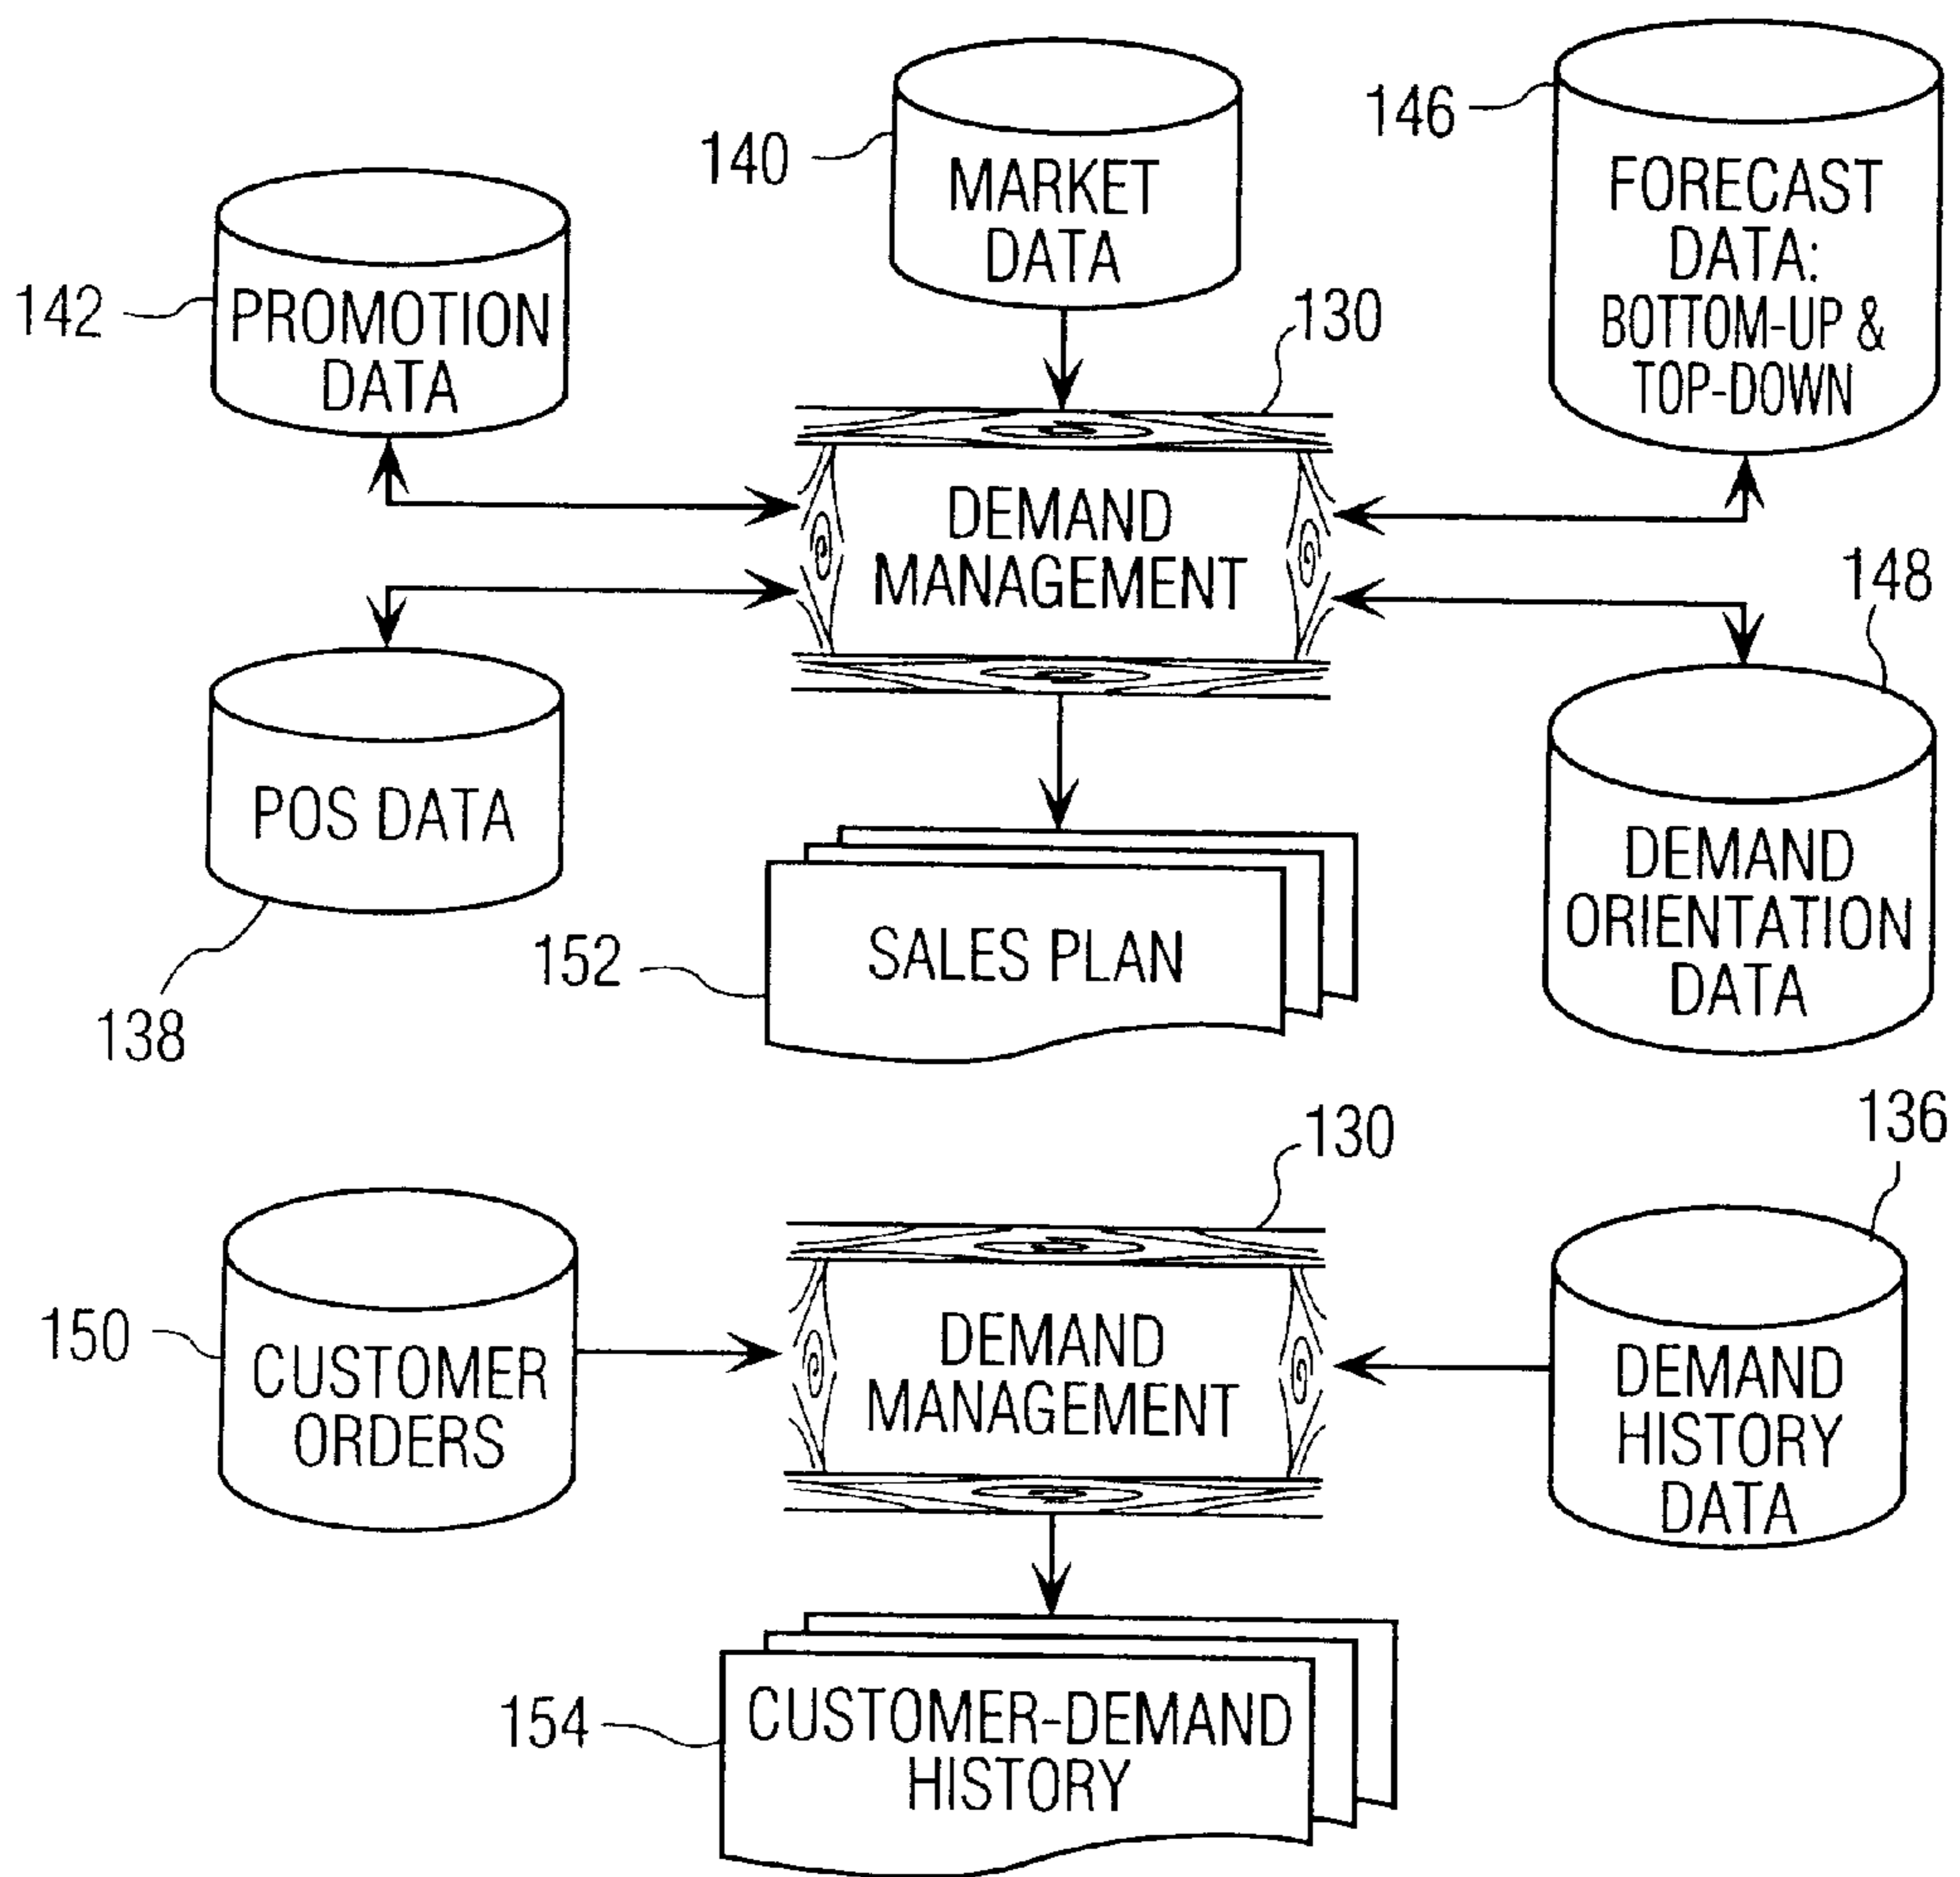 140
MARKET
DATA
146
FORECAST
DATA:
BOTTOM-UP &
TOP-DOWN
142
PROMOTION
DATA
130
DEMAND
MANAGEMENT
148
DEMAND
ORIENTATION
DATA
POS DATA
138
152
SALES PLAN
130
136
150
CUSTOMER
ORDERS
DEMAND
MANAGEMENT
DEMAND
HISTORY
DATA
154
CUSTOMER-DEMAND
HISTORY